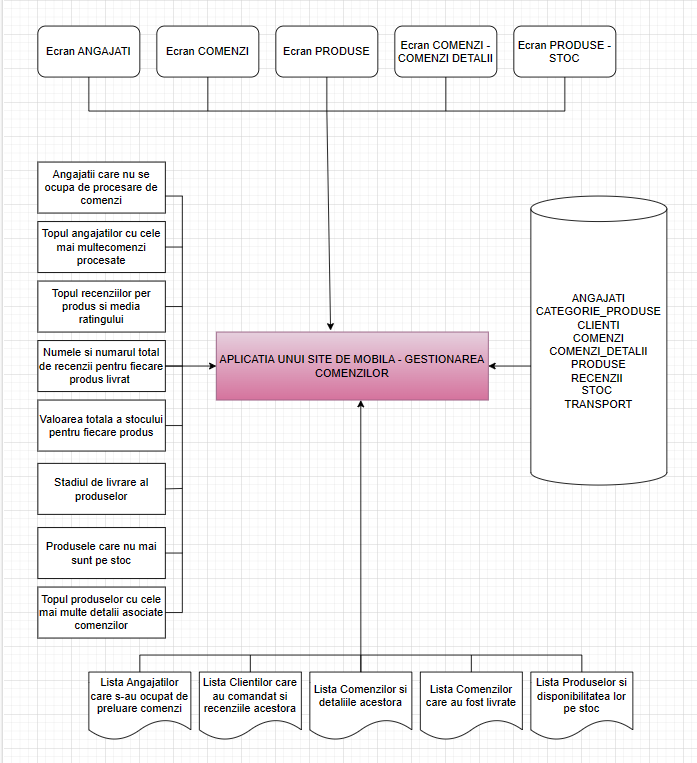 Ecran ANGAJATI
Ecran COMENZI
Ecran PRODUSE
Ecran COMENZI -
COMENZI DETALII
Ecran PRODUSE -
STOC
Angajatii care nu se
ocupa de procesare de
comenzi
Topul angajatilor cu cele
mai multecomenzi
procesate
Topul recenziilor per
produs si media
ratingului
Numele si numarul total
de recenzii pentru fiecare
produs livrat
Valoarea totala a stocului
pentru fiecare produs
Stadiul de livrare al
produselor
Produsele care nu mai
sunt pe stoc
Topul produselor cu cele
mai multe detalii asociate
comenzilor
APLICATIA UNUI SITE DE MOBILA - GESTIONAREA
COMENZILOR
ANGAJATI
CATEGORIE_PRODUSE
CLIENTI
COMENZI
COMENZI_DETALII
PRODUSE
RECENZII
STOC
TRANSPORT
Lista Angajatilor
care s-au ocupat de
preluare comenzi
Lista Clientilor care
au comandat si
recenziile acestora
Lista Comenzilor si
detaliile acestora
Lista Comenzilor
care au fost livrate
Lista Produselor si
disponibilitatea lor
pe stoc